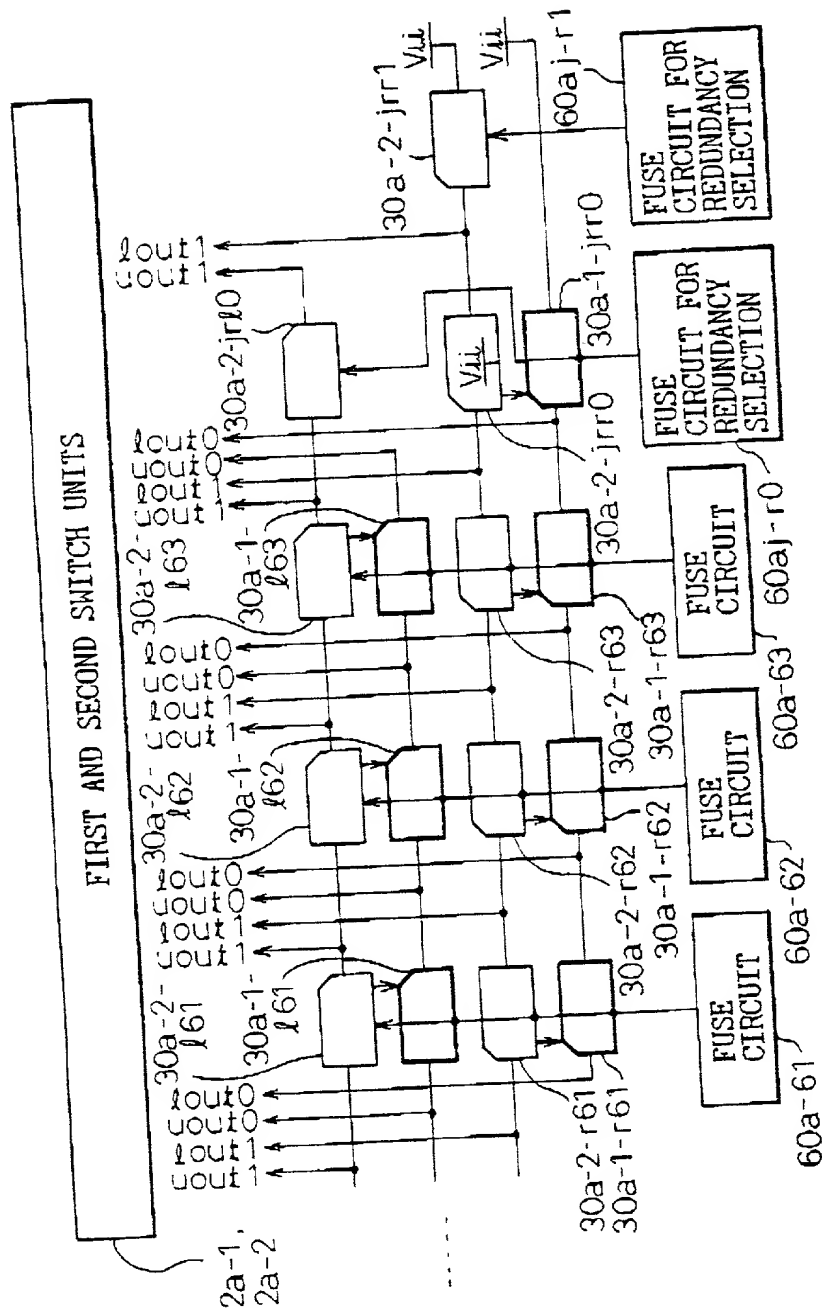 FIRST AND SECOND SWITCH UNITS
2a-1,
2a-2
uout1
lout1
uout0
lout0
30a-2-
ℓ61
30a-1-
ℓ61
uout1
lout1
uout0
lout0
30a-2-
ℓ62
30a-1-
ℓ62
uout1
lout1
uout0
lout0
30a-2-
ℓ63
30a-1-
ℓ63
uout1
lout1
uout0
lout0
30a-2-jrℓ0
uout1
lout1
30a-2-jrr1
Vii
Vii
Vii
.....
30a-2-r61
30a-1-r61
30a-2-r62
30a-1-r62
30a-2-r63
30a-1-r63
30a-2-jrr0
30a-1-jrr0
FUSE
CIRCUIT
60a-61
FUSE
CIRCUIT
60a-62
FUSE
CIRCUIT
60a-63
FUSE
CIRCUIT FOR
REDUNDANCY
SELECTION
60aj-r0
FUSE
CIRCUIT FOR
REDUNDANCY
SELECTION
60aj-r1